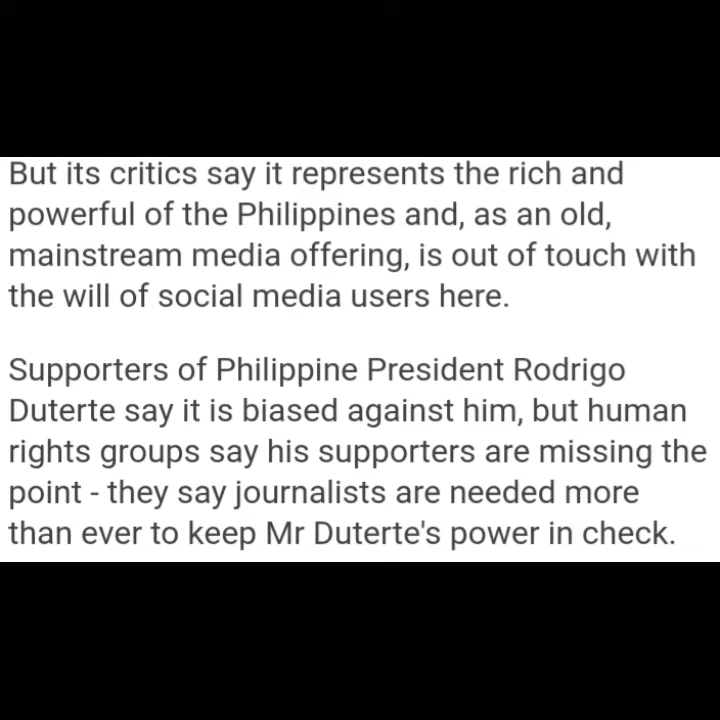 But its critics say it represents the rich and
powerful of the Philippines and, as an old,
mainstream media offering, is out of touch with
the will of social media users here.
Supporters of Philippine President Rodrigo
Duterte say it is biased against him, but human
rights groups say his supporters are missing the
point - they say journalists are needed more
than ever to keep Mr Duterte's power in check.